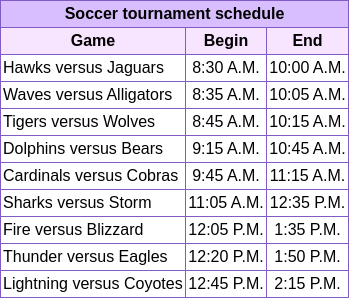 Soccer tournament schedule
Game Begin End
Hawks versus Jaguars 8:30 A.M. 10:00 A.M.
Waves versus Alligators 8:35 A.M. 10:05 A.M.
Tigers versus Wolves 8:45 A.M. 10:15 A.M.
Dolphins versus Bears 9:15 A.M. 10:45 A.M.
Cardinals versus Cobras 9:45 A.M. 11:15 A.M.
Sharks versus Storm 11:05 A.M. 12:35 P.M.
Fire versus Blizzard 12:05 P.M. 1:35 P.M.
Thunder versus Eagles 12:20 P.M. 1:50 P.M.
Lightning versus Coyotes 12:45 P.M. 2:15 P.M.